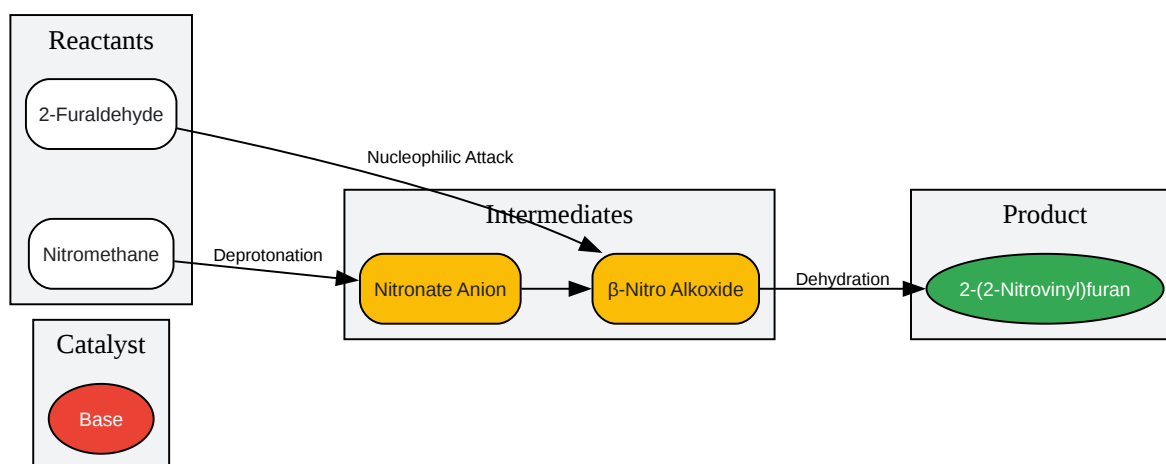 Reactants
2-Furaldehyde
Nitromethane
Catalyst
Base
Nucleophilic Attack
Deprotonation
Intermediates
Nitronate Anion
β-Nitro Alkoxide
Dehydration
Product
2-(2-Nitrovinyl)furan